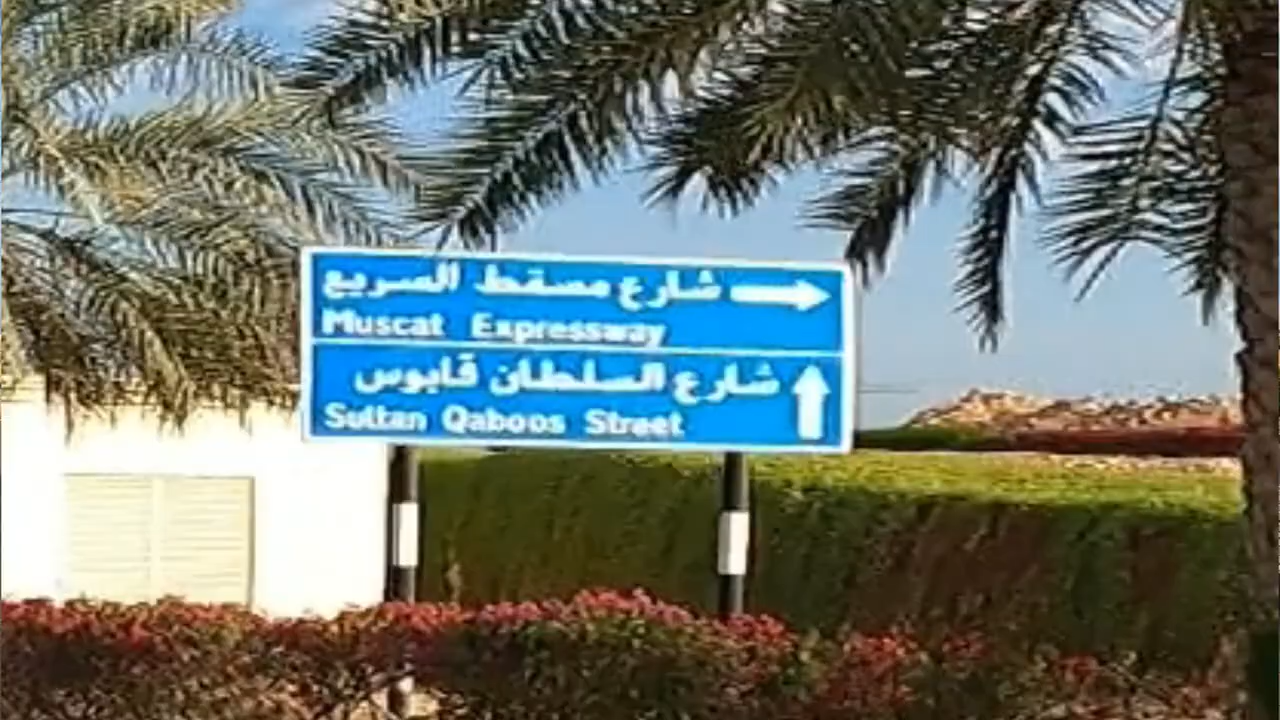 شارع مسقط السريع
Muscat Expressway
شارع السلطان قابوس
Sultan Qaboos Street